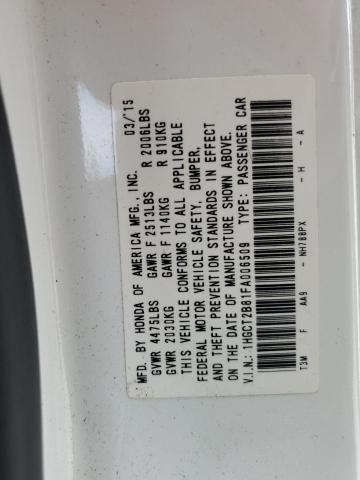 MFD. BY HONDA OF AMERICA MFG., INC. 03/'15
GVWR 4475LBS GAWR F 2513LBS R 2006LBS
GVWR 2030KG GAWR F 1140KG R 910KG
THIS VEHICLE CONFORMS TO ALL APPLICABLE
FEDERAL MOTOR VEHICLE SAFETY, BUMPER,
AND THEFT PREVENTION STANDARDS IN EFFECT
ON THE DATE OF MANUFACTURE SHOWN ABOVE.
V.I.N.: 1HGCT2B81FA006509 TYPE: PASSENGER CAR
T3M F AA9 - NH788PX - H - A